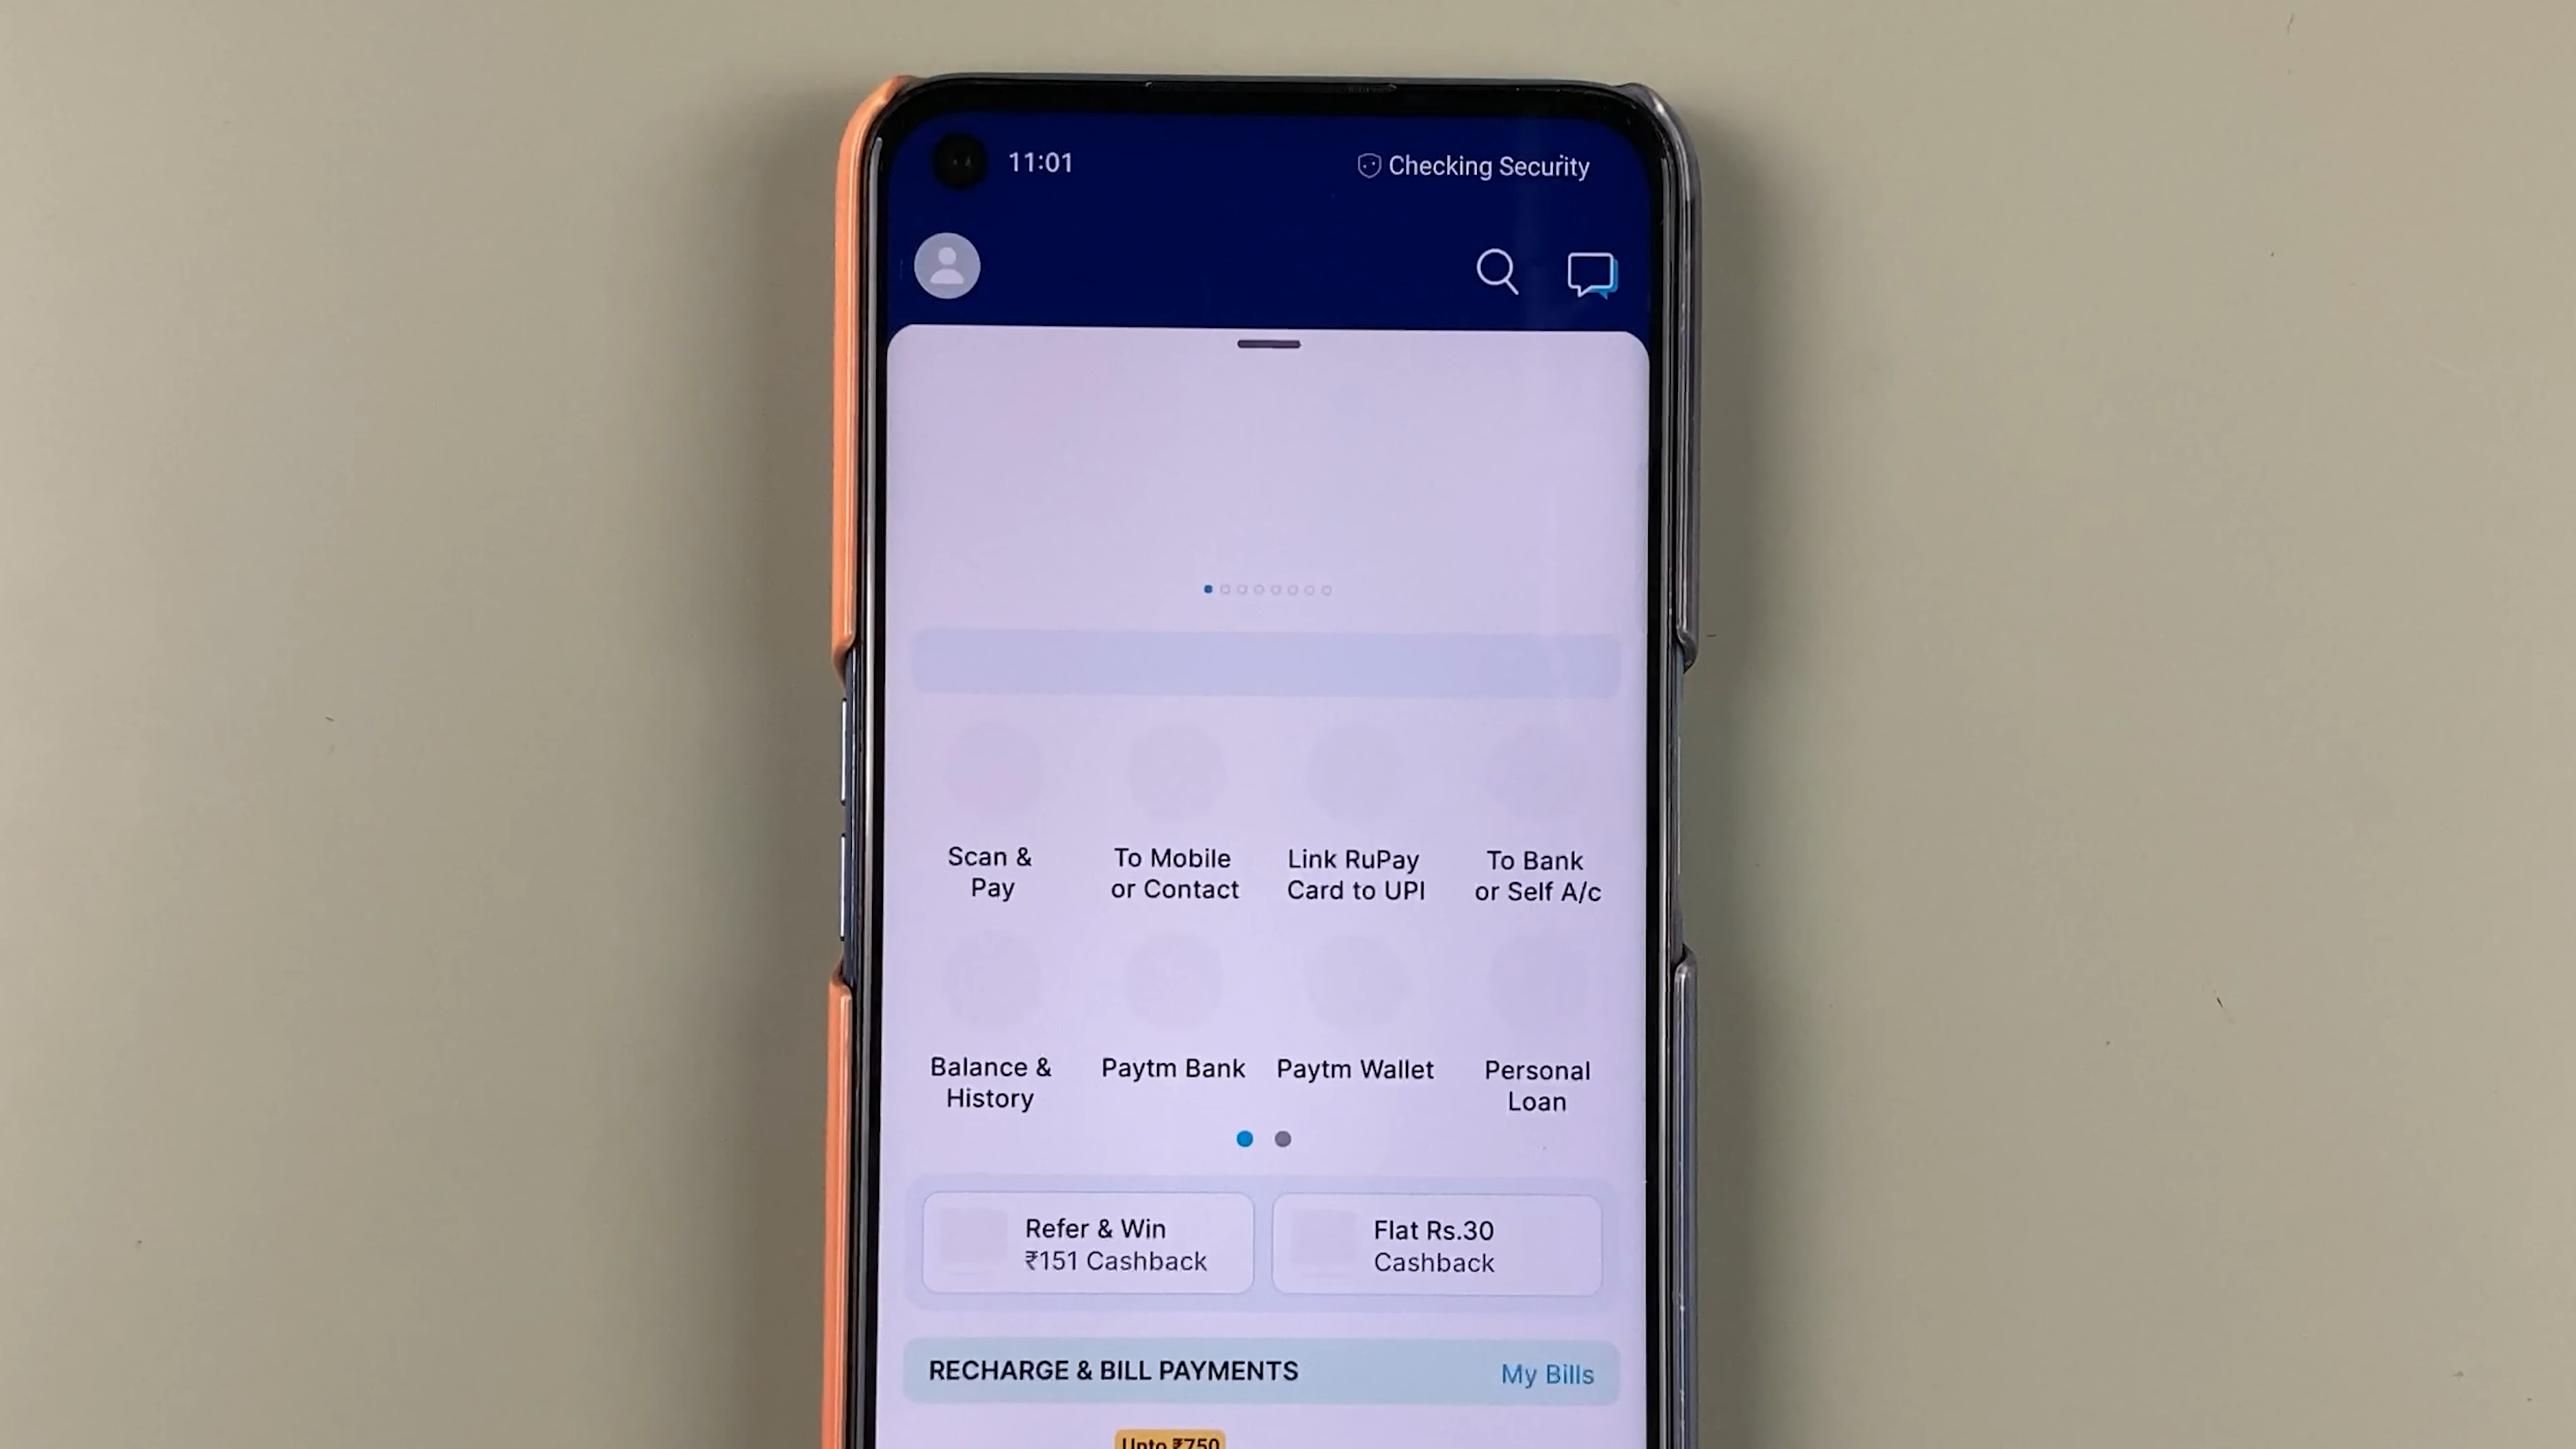 11:01
Checking Security
Scan &
Pay
To Mobile
or Contact
Link RuPay
Card to UPI
To Bank
or Self A/c
Balance &
History
Paytm Bank
Paytm Wallet
Personal
Loan
Refer & Win
₹151 Cashback
Flat Rs.30
Cashback
RECHARGE & BILL PAYMENTS
My Bills
Upto ₹750